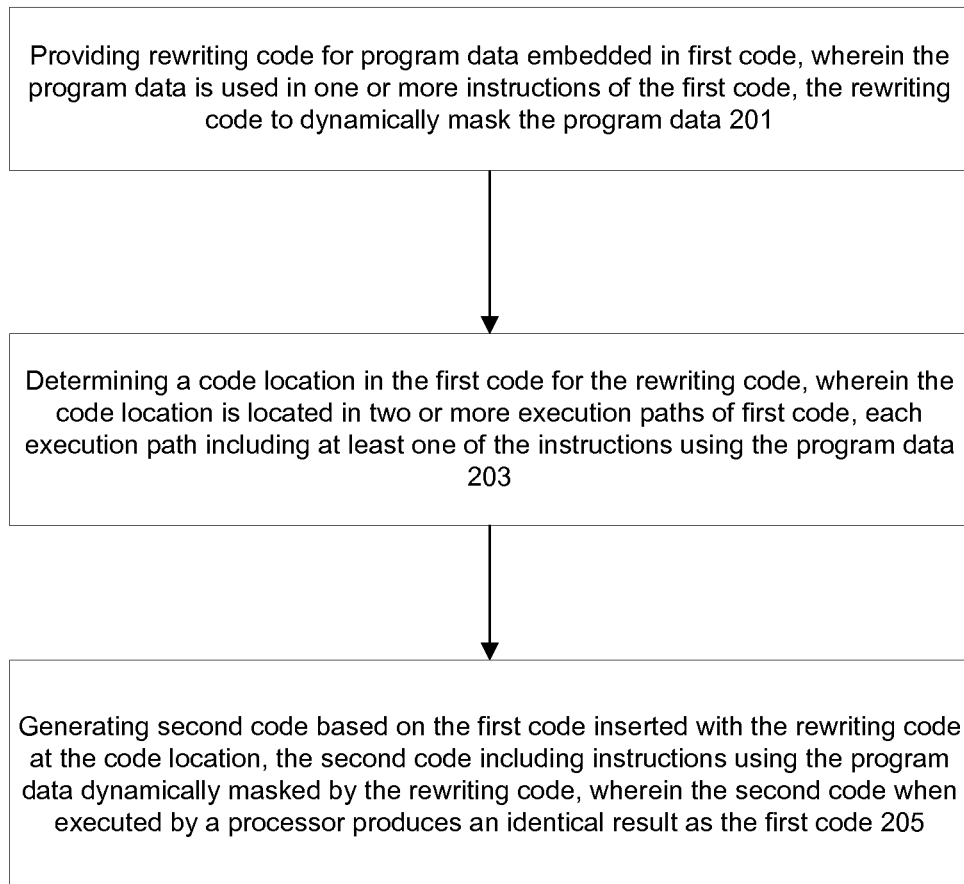 Providing rewriting code for program data embedded in first code, wherein the
program data is used in one or more instructions of the first code, the rewriting
code to dynamically mask the program data 201
Determining a code location in the first code for the rewriting code, wherein the
code location is located in two or more execution paths of first code, each
execution path including at least one of the instructions using the program data
203
Generating second code based on the first code inserted with the rewriting code
at the code location, the second code including instructions using the program
data dynamically masked by the rewriting code, wherein the second code when
executed by a processor produces an identical result as the first code 205